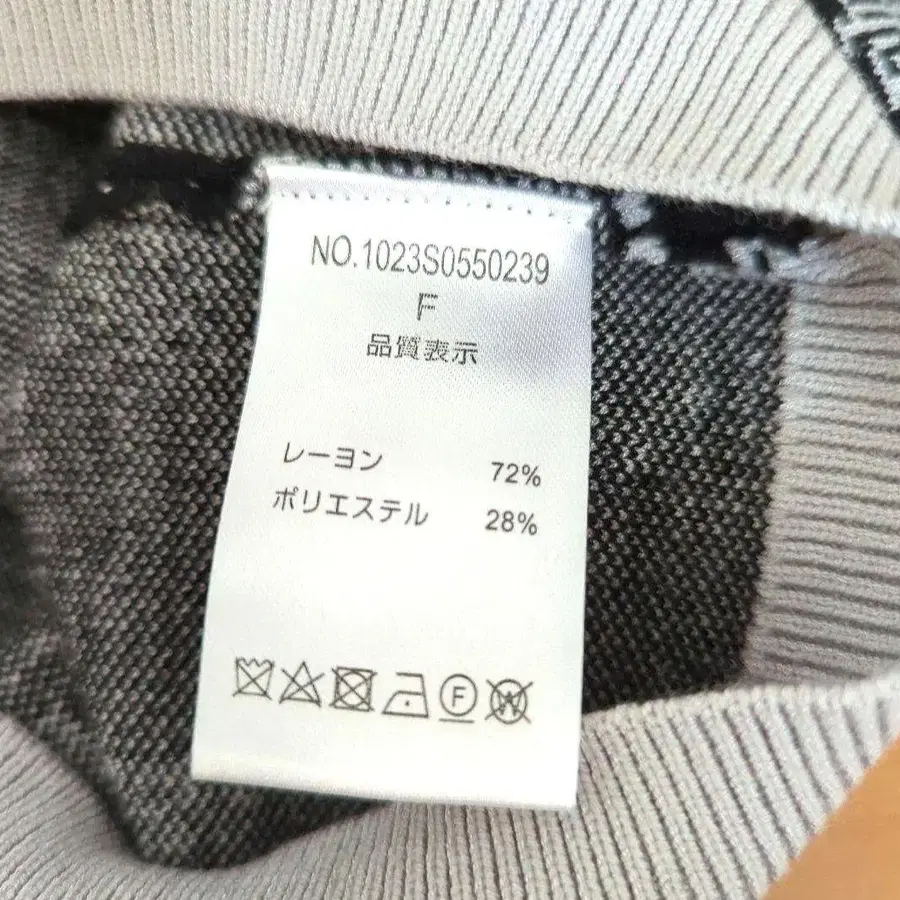 NO.1023S0550239
F
品質表示
レーヨン 72%
ポリエステル 28%
F W